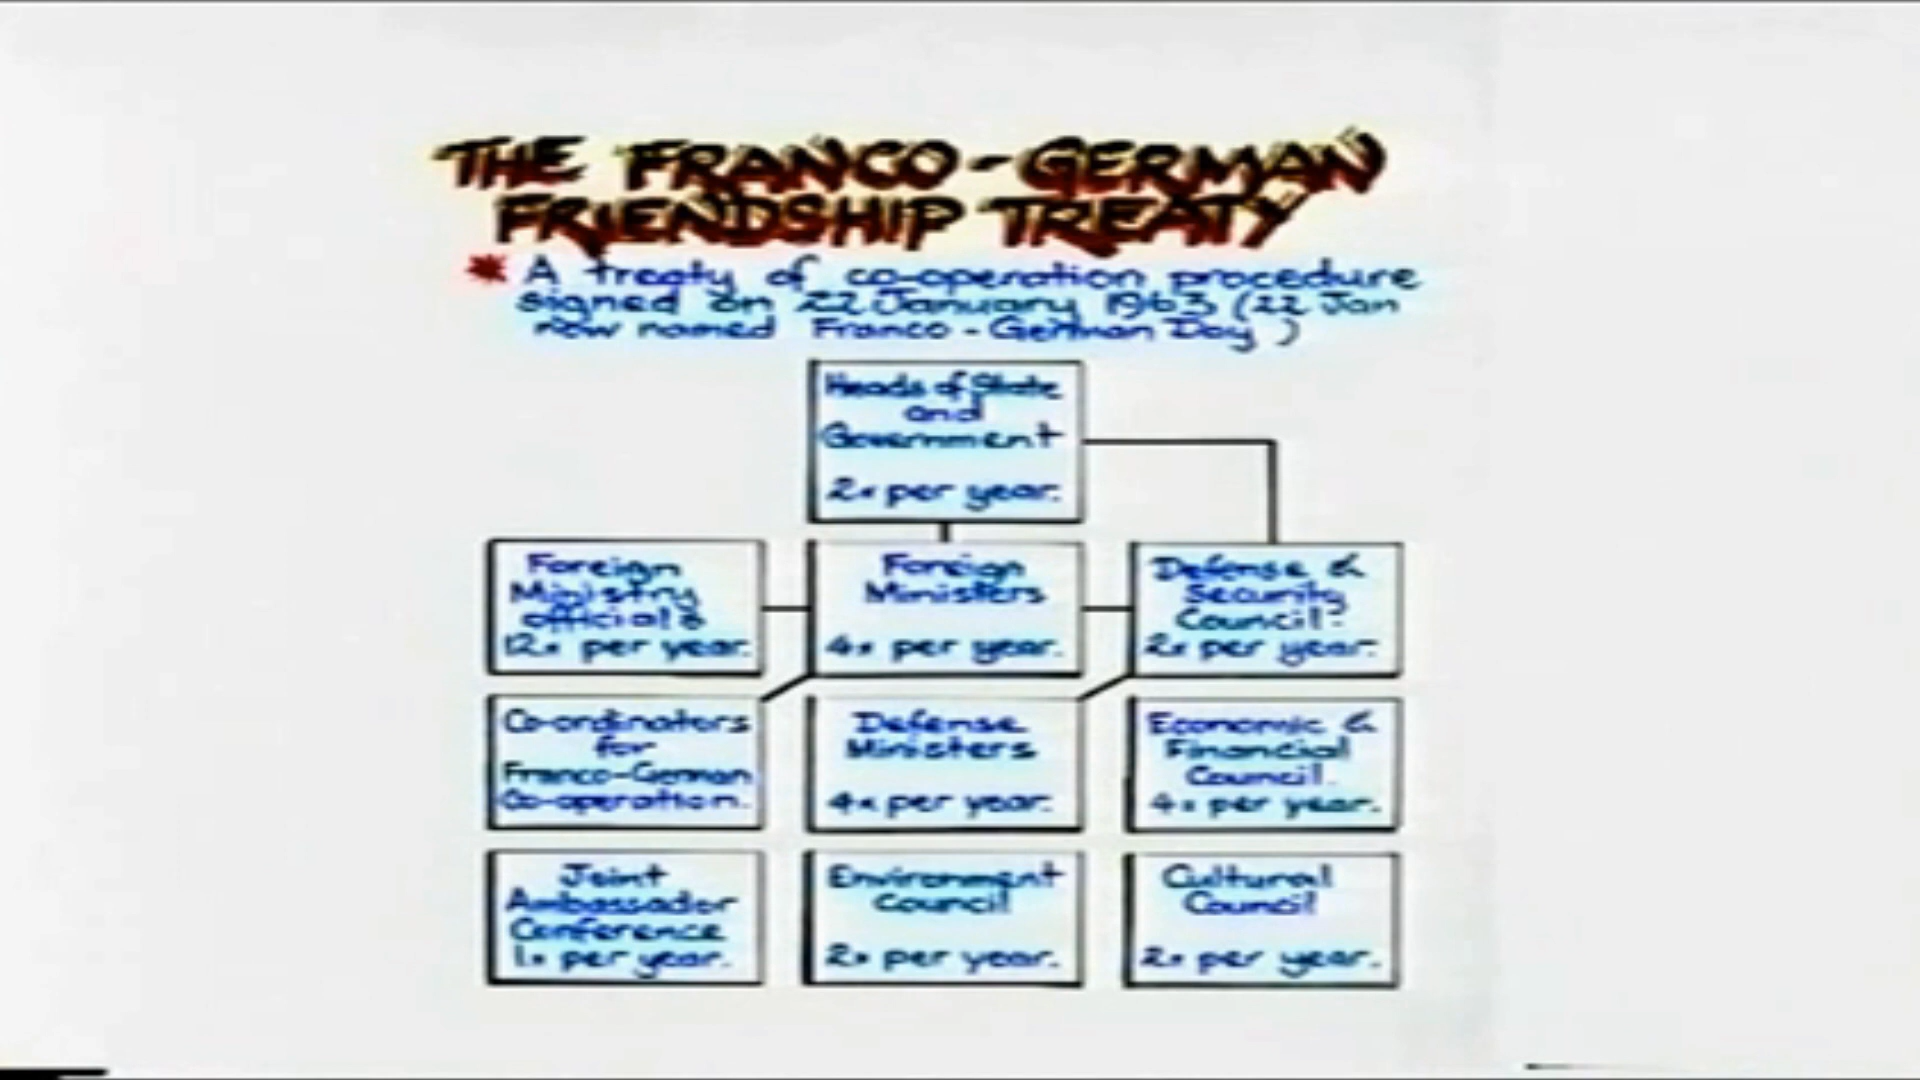 THE FRANCO-GERMAN
FRIENDSHIP TREATY
* A treaty of co-operation procedure
signed on 22 January 1963 (22 Jan
now named Franco-German Day)
Heads of State
and
Government
2x per year.
Foreign
Ministry
officials
12x per year.
Foreign
Ministers
4x per year.
Defense &
Security
Council.
2x per year.
Co-ordinators
for
Franco-German
Co-operation.
Defense
Ministers
4x per year.
Economic &
Financial
Council.
4x per year.
Joint
Ambassador
Conference
1x per year.
Environment
Council
2x per year.
Cultural
Council
2x per year.